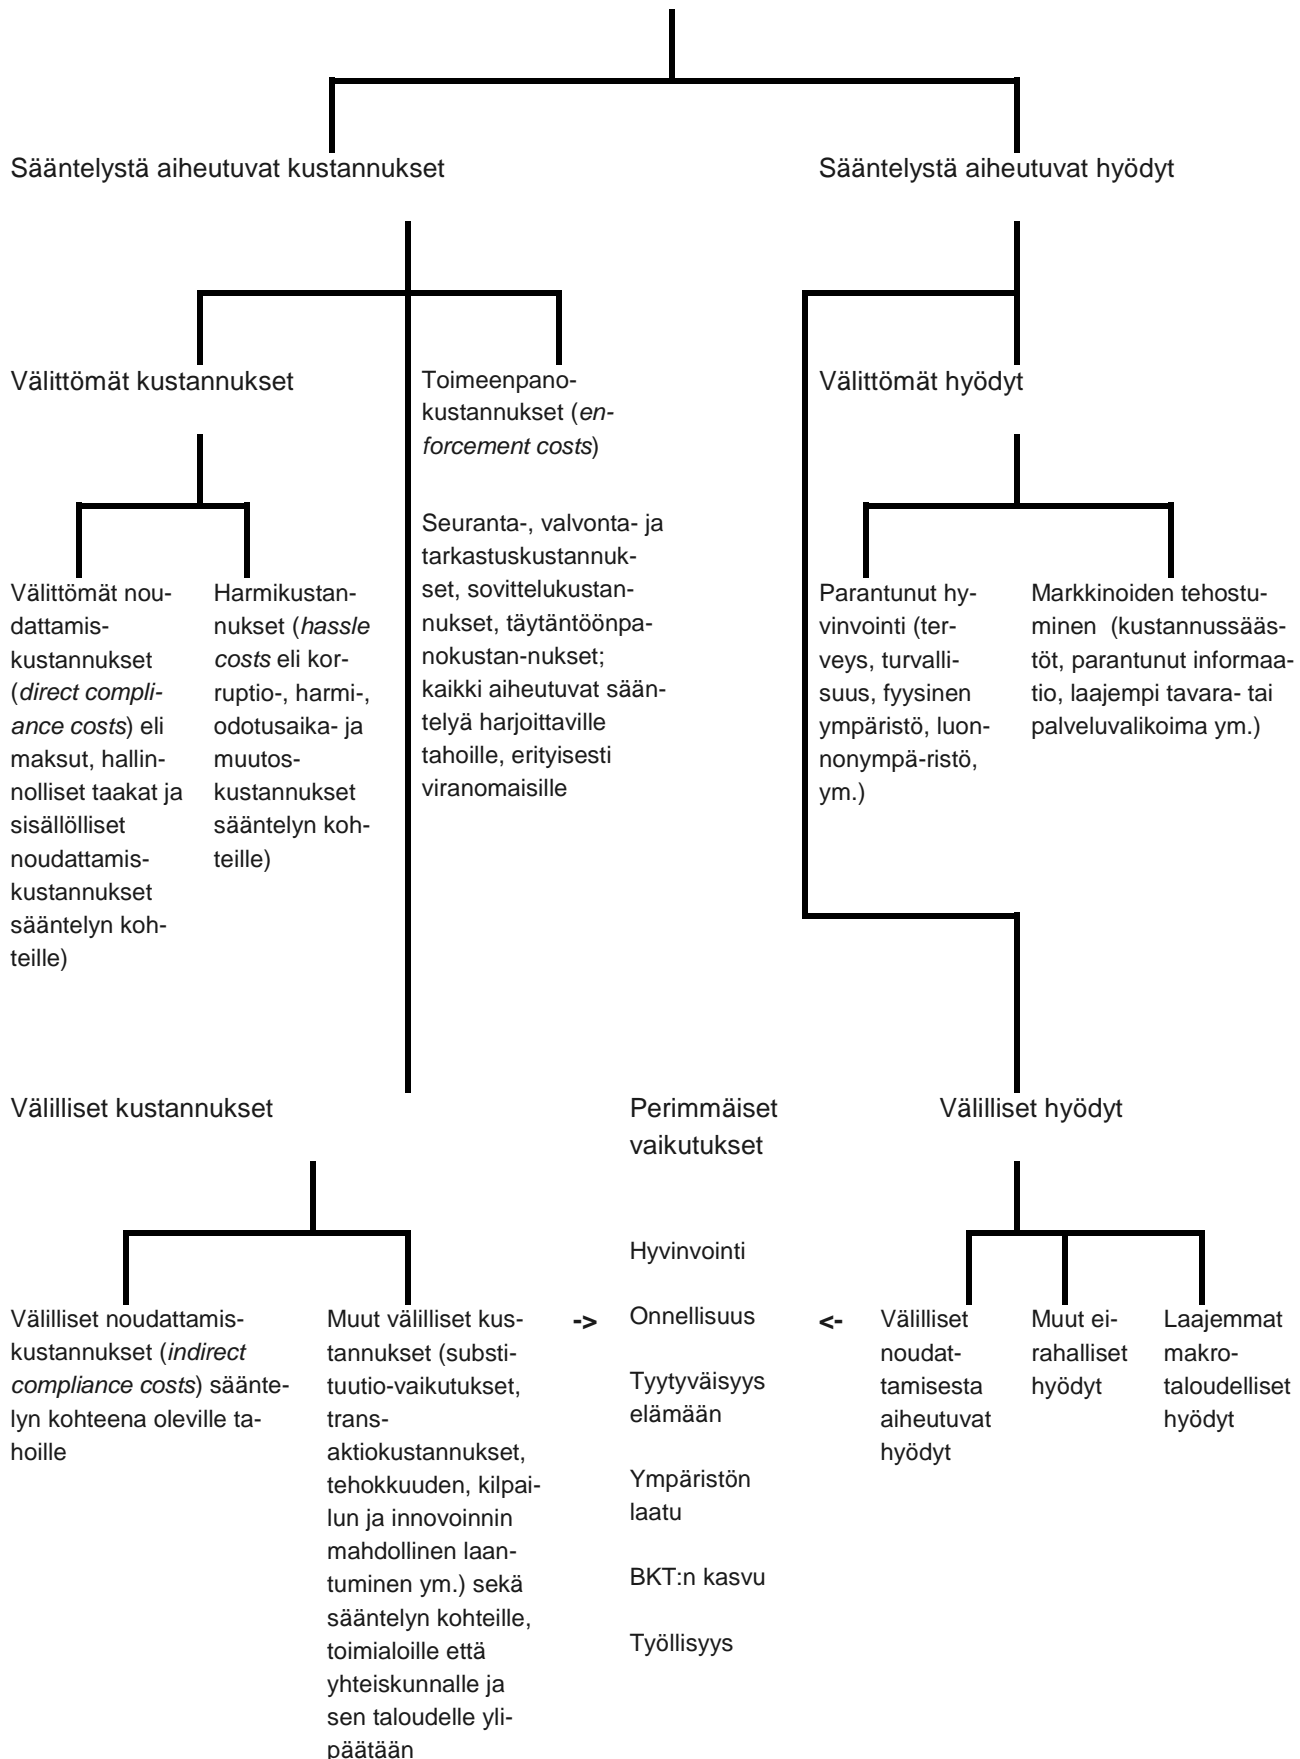 Sääntelystä aiheutuvat kustannukset
Sääntelystä aiheutuvat hyödyt
Välittömät kustannukset
Toimeenpano-
kustannukset (en-
forcement costs)
Seuranta-, valvonta- ja
tarkastuskustannuk-
set, sovittelukustan-
nukset, täytäntöönpa-
nokustan-nukset;
kaikki aiheutuvat sään-
telyä harjoittaville
tahoille, erityisesti
viranomaisille
Välittömät hyödyt
Välittömät nou-
dattamis-
kustannukset
(direct compli-
ance costs) eli
maksut, hallin-
nolliset taakat ja
sisällölliset
noudattamis-
kustannukset
sääntelyn koh-
teille)
Harmikustan-
nukset (hassle
costs eli kor-
ruptio-, harmi-,
odotusaika- ja
muutos-
kustannukset
sääntelyn koh-
teille)
Parantunut hy-
vinvointi (ter-
veys, turvalli-
suus, fyysinen
ympäristö, luon-
nonympä-ristö,
ym.)
Markkinoiden tehostu-
minen (kustannussääs-
töt, parantunut informaa-
tio, laajempi tavara- tai
palveluvalikoima ym.)
Välilliset kustannukset
Perimmäiset
vaikutukset
Välilliset hyödyt
Välilliset noudattamis-
kustannukset (indirect
compliance costs) säänte-
lyn kohteena oleville ta-
hoille
Muut välilliset kus-
tannukset (substi-
tuutio-vaikutukset,
trans-
aktiokustannukset,
tehokkuuden, kilpai-
lun ja innovoinnin
mahdollinen laan-
tuminen ym.) sekä
sääntelyn kohteille,
toimialoille että
yhteiskunnalle ja
sen taloudelle yli-
päätään
->
Hyvinvointi
Onnellisuus
Tyytyväisyys
elämään
Ympäristön
laatu
BKT:n kasvu
Työllisyys
<-
Välilliset
noudat-
tamisesta
aiheutuvat
hyödyt
Muut ei-
rahalliset
hyödyt
Laajemmat
makro-
taloudelliset
hyödyt